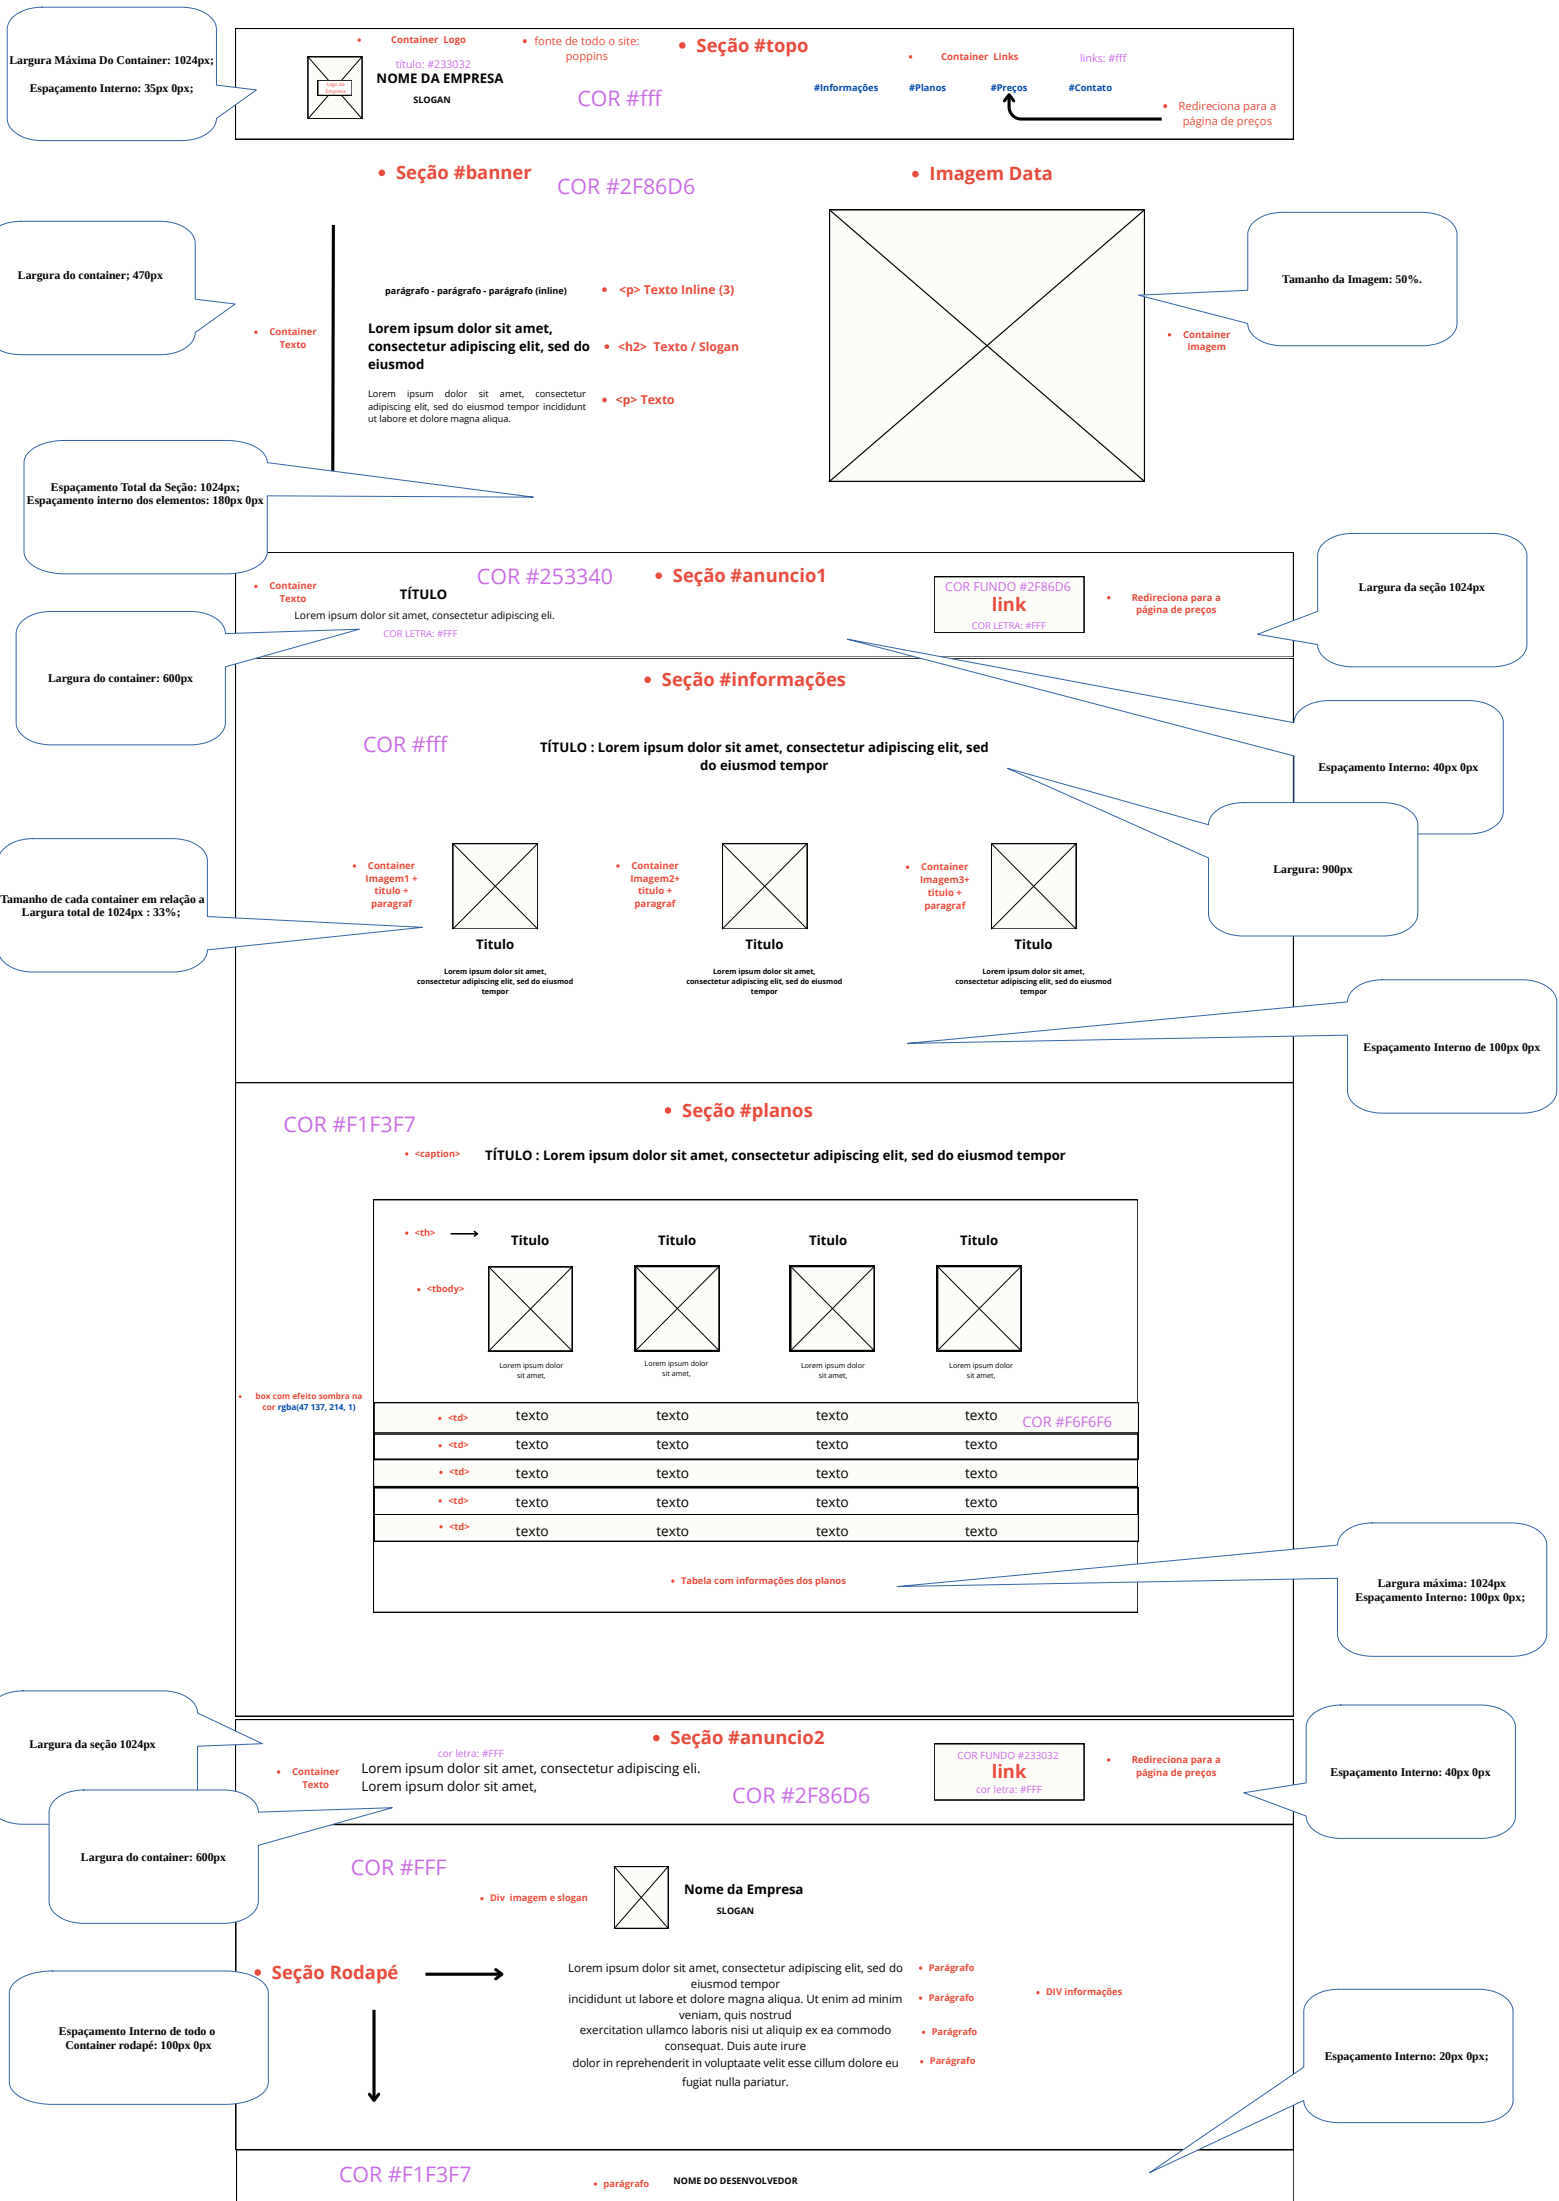 Largura Máxima Do Container: 1024px;
Espaçamento Interno: 35px 0px;
Container Logo
fonte de todo o site:
poppins
Seção #topo
Container Links
links: #fff
título: #233032
Logo da
Empresa
NOME DA EMPRESA
SLOGAN
COR #fff
#Informações
#Planos
#Preços
#Contato
Redireciona para a
página de preços
Seção #banner
COR #2F86D6
Imagem Data
Largura do container; 470px
Tamanho da Imagem: 50%.
parágrafo - parágrafo - parágrafo (inline)
<p> Texto Inline (3)
Container
Texto
Lorem ipsum dolor sit amet,
consectetur adipiscing elit, sed do
eiusmod
<h2> Texto / Slogan
Container
Imagem
Lorem ipsum dolor sit amet, consectetur
adipiscing elit, sed do eiusmod tempor incididunt
ut labore et dolore magna aliqua.
<p> Texto
Espaçamento Total da Seção: 1024px;
Espaçamento interno dos elementos: 180px 0px
Container
Texto
COR #253340
Seção #anuncio1
TÍTULO
Lorem ipsum dolor sit amet, consectetur adipiscing eli.
COR LETRA: #FFF
COR FUNDO #2F86D6
link
COR LETRA: #FFF
Redireciona para a
página de preços
Largura da seção 1024px
Largura do container: 600px
Seção #informações
COR #fff
TÍTULO : Lorem ipsum dolor sit amet, consectetur adipiscing elit, sed
do eiusmod tempor
Espaçamento Interno: 40px 0px
Largura: 900px
Tamanho de cada container em relação a
Largura total de 1024px : 33%;
Container
Imagem1 +
titulo +
paragraf
Container
Imagem2+
titulo +
paragraf
Container
Imagem3+
titulo +
paragraf
Titulo
Titulo
Titulo
Lorem ipsum dolor sit amet,
consectetur adipiscing elit, sed do eiusmod
tempor
Lorem ipsum dolor sit amet,
consectetur adipiscing elit, sed do eiusmod
tempor
Lorem ipsum dolor sit amet,
consectetur adipiscing elit, sed do eiusmod
tempor
Espaçamento Interno de 100px 0px
COR #F1F3F7
Seção #planos
<caption>
TÍTULO : Lorem ipsum dolor sit amet, consectetur adipiscing elit, sed do eiusmod tempor
<th>
Titulo
Titulo
Titulo
Titulo
<tbody>
Lorem ipsum dolor
sit amet,
Lorem ipsum dolor
sit amet,
Lorem ipsum dolor
sit amet,
Lorem ipsum dolor
sit amet,
box com efeito sombra na
cor rgba(47 137, 214, 1)
<td> texto texto texto texto COR #F6F6F6
<td> texto texto texto texto
<td> texto texto texto texto
<td> texto texto texto texto
<td> texto texto texto texto
Tabela com informações dos planos
Largura máxima: 1024px
Espaçamento Interno: 100px 0px;
Largura da seção 1024px
Seção #anuncio2
cor letra: #FFF
Container
Texto
Lorem ipsum dolor sit amet, consectetur adipiscing eli.
Lorem ipsum dolor sit amet,
COR #2F86D6
COR FUNDO #233032
link
cor letra: #FFF
Redireciona para a
página de preços
Espaçamento Interno: 40px 0px
Largura do container: 600px
COR #FFF
Div imagem e slogan
Nome da Empresa
SLOGAN
Seção Rodapé
Lorem ipsum dolor sit amet, consectetur adipiscing elit, sed do
eiusmod tempor
incididunt ut labore et dolore magna aliqua. Ut enim ad minim
veniam, quis nostrud
exercitation ullamco laboris nisi ut aliquip ex ea commodo
consequat. Duis aute irure
dolor in reprehenderit in voluptaate velit esse cillum dolore eu
fugiat nulla pariatur.
Parágrafo
Parágrafo
Parágrafo
Parágrafo
DIV informações
Espaçamento Interno de todo o
Container rodapé: 100px 0px
Espaçamento Interno: 20px 0px;
COR #F1F3F7
parágrafo
NOME DO DESENVOLVEDOR